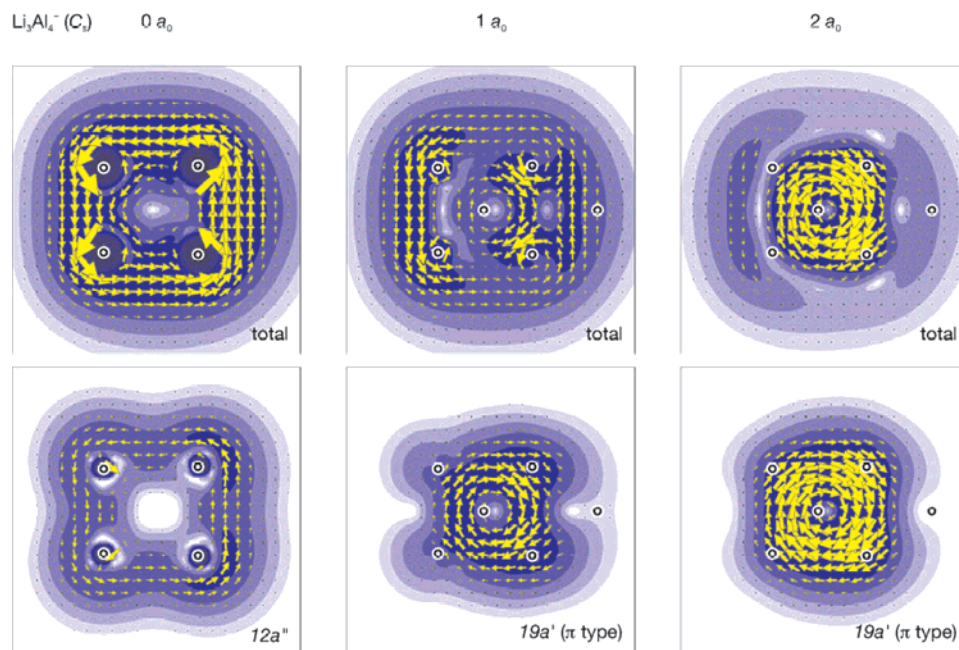 Li₃Al₄⁻ (Cₛ) 0 a₀ 1 a₀ 2 a₀
total total total
12a" 19a' (π type) 19a' (π type)